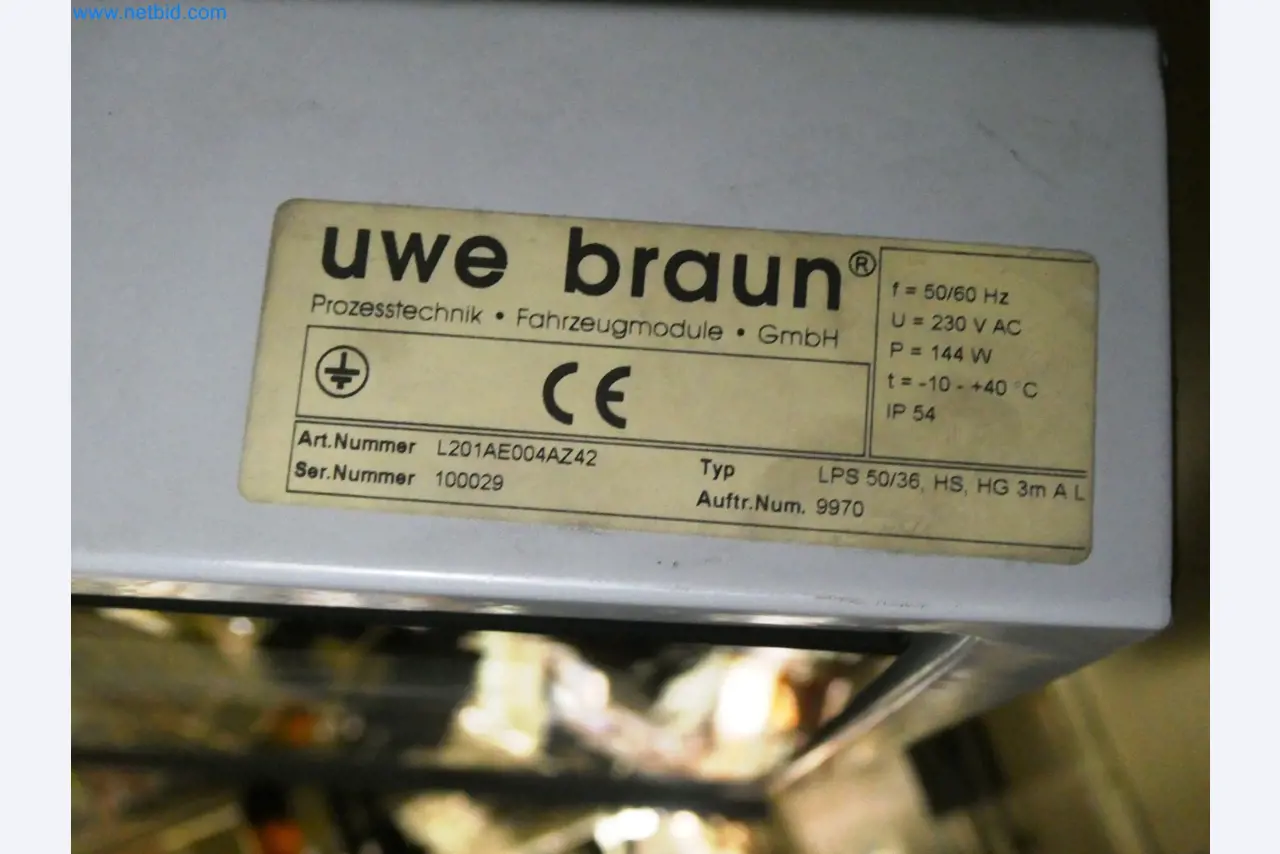 www.netbid.com
uwe braun®
Prozesstechnik • Fahrzeugmodule • GmbH
f = 50/60 Hz
U = 230 V AC
P = 144 W
t = -10 - +40 °C
IP 54
CE
Art.Nummer L201AE004AZ42
Typ LPS 50/36, HS, HG 3m A L
Ser.Nummer 100029
Auftr.Num. 9970